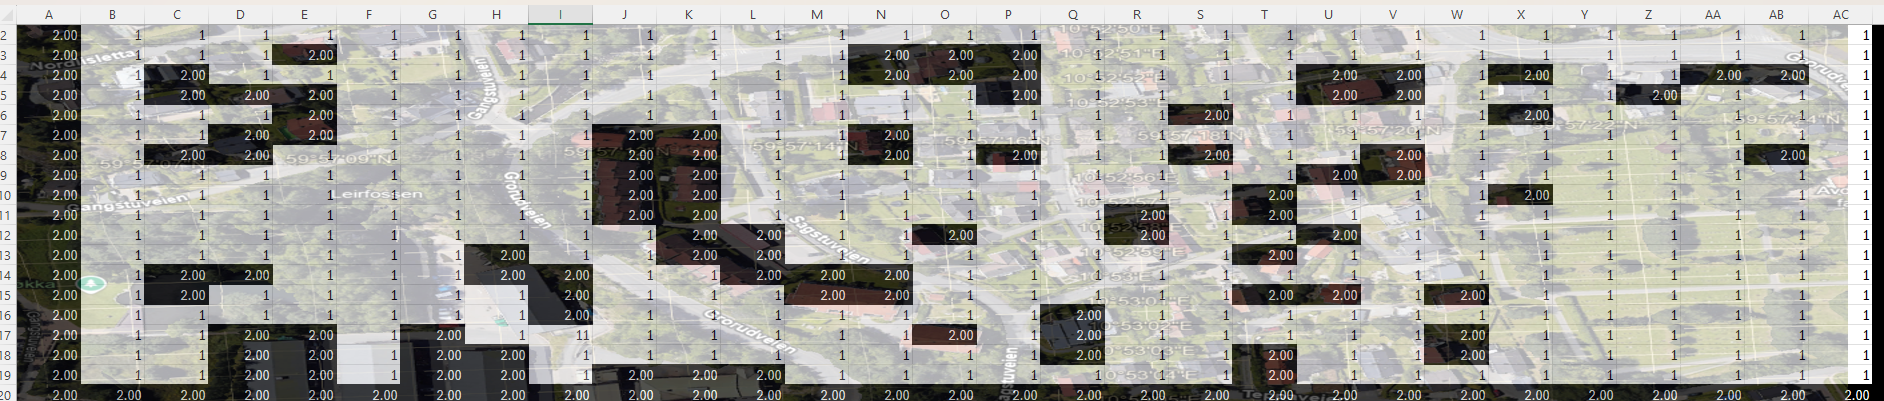 A B C D E F G H I J K L M N O P Q R S T U V W X Y Z AA AB AC
2 2.00 1 1 1 1 1 1 1 1 1 1 1 1 1 1 1 1 1 1 1 1 1 1 1 1 1 1 1 1
3 2.00 1 1 1 2.00 1 1 1 1 1 1 1 1 2.00 2.00 2.00 1 1 1 1 1 1 1 1 1 1 1 1 1
4 2.00 1 2.00 1 1 1 1 1 1 1 1 1 1 2.00 2.00 2.00 1 1 1 1 2.00 2.00 1 2.00 1 1 2.00 2.00 1
5 2.00 1 2.00 2.00 2.00 1 1 1 1 1 1 1 1 1 1 2.00 1 1 1 1 2.00 2.00 1 1 1 2.00 1 1 1
6 2.00 1 1 1 2.00 1 1 1 1 1 1 1 1 1 1 1 1 1 2.00 1 1 1 1 2.00 1 1 1 1 1
7 2.00 1 1 2.00 2.00 1 1 1 1 2.00 2.00 1 1 2.00 1 1 1 1 1 1 1 1 1 1 1 1 1 1 1
8 2.00 1 2.00 2.00 1 1 1 1 1 2.00 2.00 1 1 2.00 1 2.00 1 1 2.00 1 1 2.00 1 1 1 1 1 2.00 1
9 2.00 1 1 1 1 1 1 1 1 2.00 2.00 1 1 1 1 1 1 1 1 1 2.00 2.00 1 1 1 1 1 1 1
10 2.00 1 1 1 1 1 1 1 1 2.00 2.00 1 1 1 1 1 1 1 1 2.00 1 1 1 2.00 1 1 1 1 1
11 2.00 1 1 1 1 1 1 1 1 2.00 2.00 1 1 1 1 1 1 2.00 1 2.00 1 1 1 1 1 1 1 1 1
12 2.00 1 1 1 1 1 1 1 1 1 2.00 2.00 1 1 2.00 1 1 2.00 1 1 2.00 1 1 1 1 1 1 1 1
13 2.00 1 1 1 1 1 1 2.00 1 1 2.00 2.00 1 1 1 1 1 1 1 2.00 1 1 1 1 1 1 1 1 1
14 2.00 1 2.00 2.00 1 1 1 2.00 2.00 1 1 2.00 2.00 2.00 1 1 1 1 1 1 1 1 1 1 1 1 1 1 1
15 2.00 1 2.00 1 1 1 1 1 2.00 1 1 1 2.00 2.00 1 1 1 1 1 2.00 2.00 1 2.00 1 1 1 1 1 1
16 2.00 1 1 1 1 1 1 1 2.00 1 1 1 1 1 1 1 2.00 1 1 1 1 1 1 1 1 1 1 1 1
17 2.00 1 1 2.00 2.00 1 2.00 1 11 1 1 1 1 1 2.00 1 2.00 1 1 1 1 1 2.00 1 1 1 1 1 1
18 2.00 1 1 2.00 2.00 1 2.00 2.00 1 1 1 1 1 1 1 1 2.00 1 1 2.00 1 1 2.00 1 1 1 1 1 1
19 2.00 1 1 2.00 2.00 1 2.00 2.00 1 2.00 2.00 2.00 1 1 1 1 1 1 1 2.00 1 1 1 1 1 1 1 1 1
20 2.00 2.00 2.00 2.00 2.00 2.00 2.00 2.00 2.00 2.00 2.00 2.00 2.00 2.00 2.00 2.00 2.00 2.00 2.00 2.00 2.00 2.00 2.00 2.00 2.00 2.00 2.00 2.00 2.00
Leirfossen
Gangstuveien
Grorudveien
Sagstuveien
Grorudveien